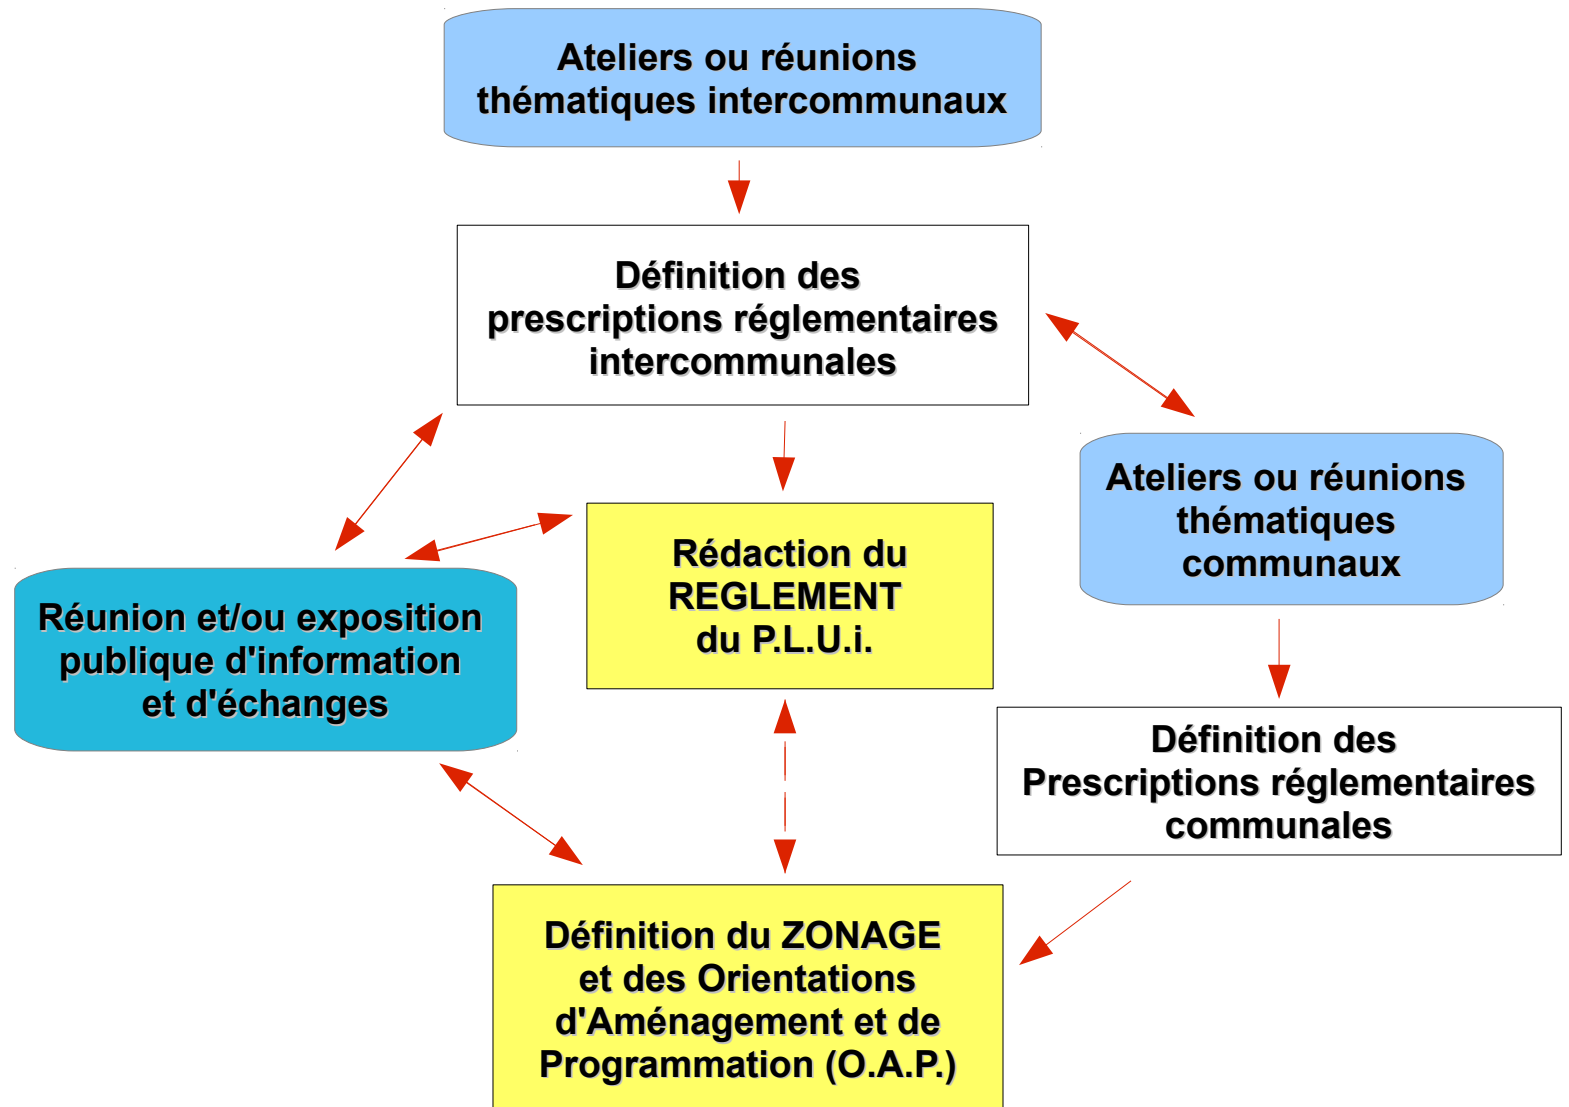 Ateliers ou réunions
thématiques intercommunaux
Définition des
prescriptions réglementaires
intercommunales
Ateliers ou réunions
thématiques
communaux
Rédaction du
REGLEMENT
du P.L.U.i.
Réunion et/ou exposition
publique d'information
et d'échanges
Définition des
Prescriptions réglementaires
communales
Définition du ZONAGE
et des Orientations
d'Aménagement et de
Programmation (O.A.P.)